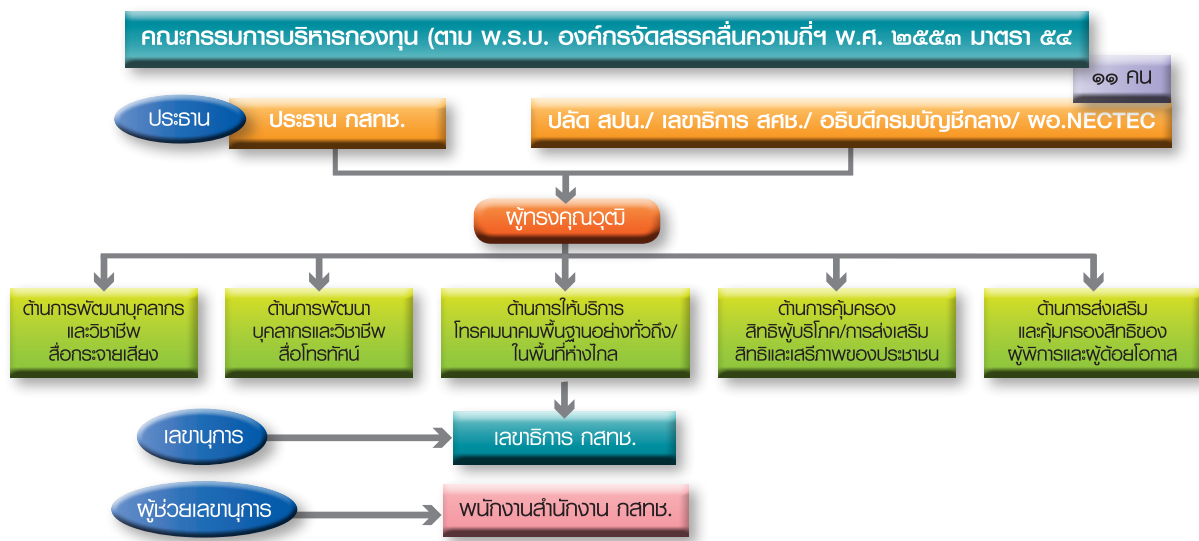 คณะกรรมการบริหารกองทุน (ตาม พ.ร.บ. องค์กรจัดสรรคลื่นความถี่ฯ พ.ศ. ๒๕๕๓ มาตรา ๕๔
๑๑ คน
ประธาน
ประธาน กสทช.
ปลัด สปน./ เลขาธิการ สศช./ อธิบดีกรมบัญชีกลาง/ ผอ.NECTEC
ผู้ทรงคุณวุฒิ
ด้านการพัฒนาบุคลากร
และวิชาชีพ
สื่อกระจายเสียง
ด้านการพัฒนา
บุคลากรและวิชาชีพ
สื่อโทรทัศน์
ด้านการให้บริการ
โทรคมนาคมพื้นฐานอย่างทั่วถึง/
ในพื้นที่ห่างไกล
ด้านการคุ้มครอง
สิทธิผู้บริโภค/การส่งเสริม
สิทธิและเสรีภาพของประชาชน
ด้านการส่งเสริม
และคุ้มครองสิทธิของ
ผู้พิการและผู้ด้อยโอกาส
เลขานุการ
เลขาธิการ กสทช.
ผู้ช่วยเลขานุการ
พนักงานสำนักงาน กสทช.